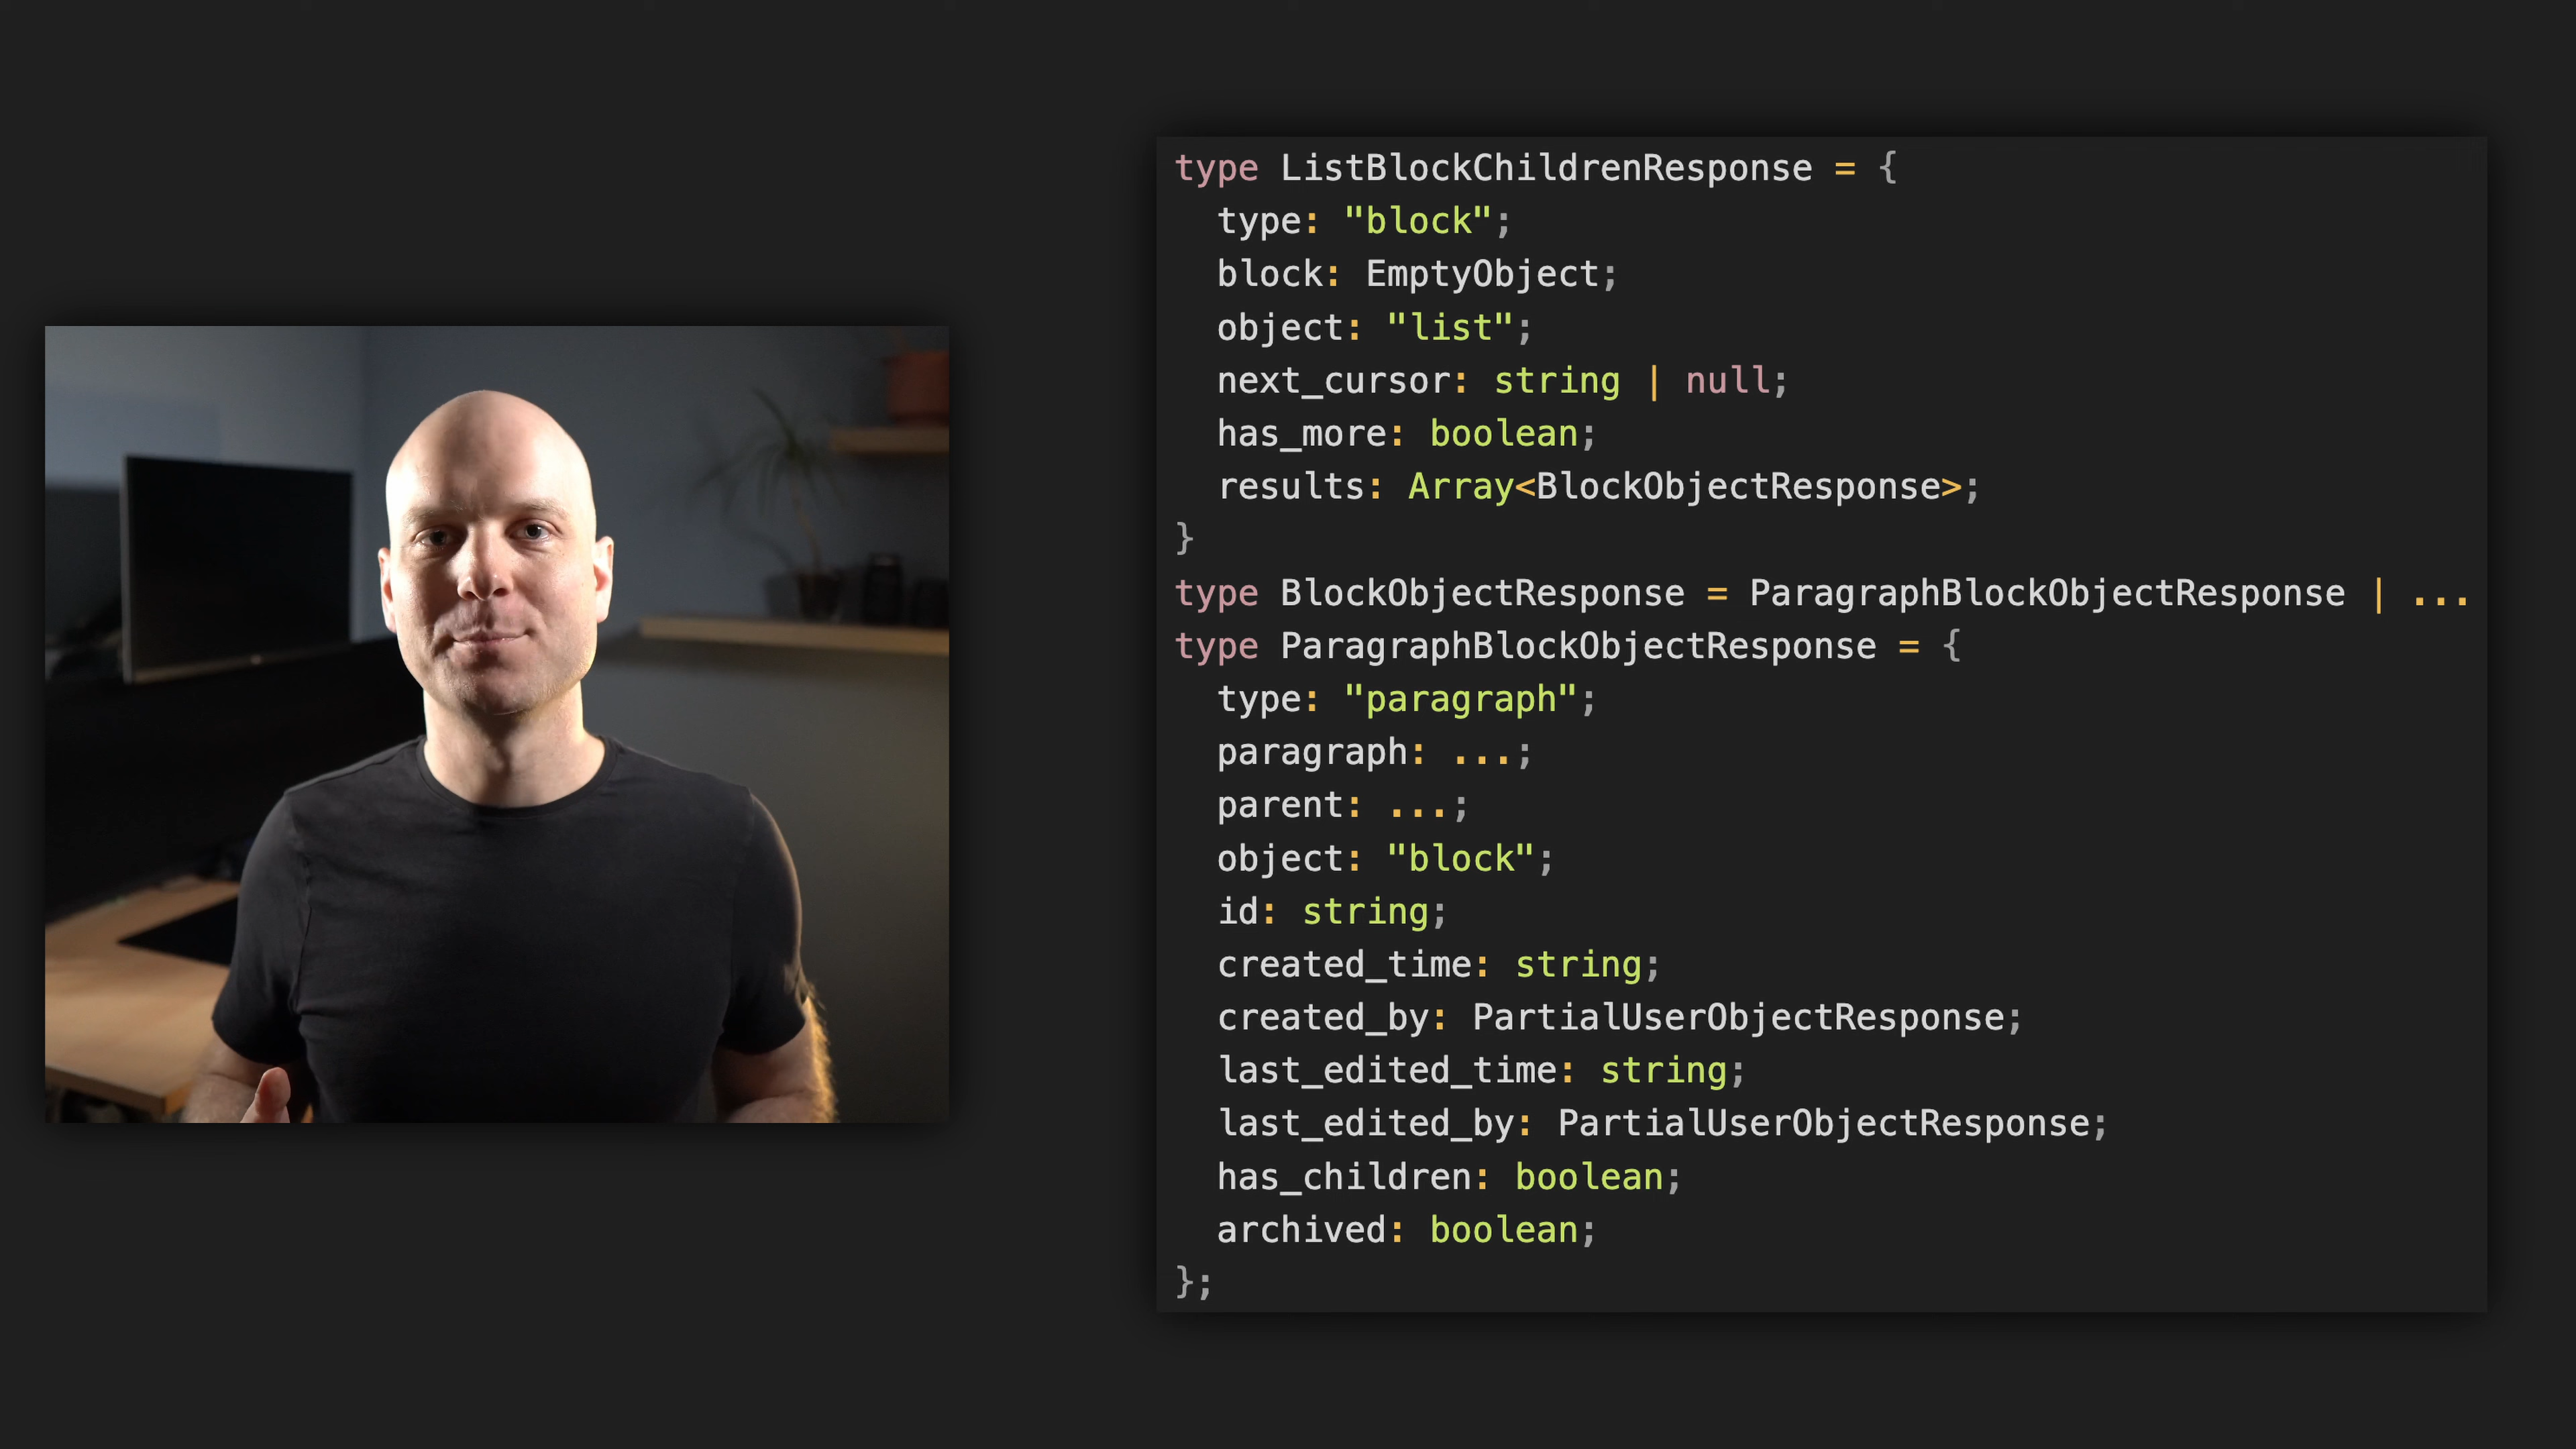 type ListBlockChildrenResponse = {
  type: "block";
  block: EmptyObject;
  object: "list";
  next_cursor: string | null;
  has_more: boolean;
  results: Array<BlockObjectResponse>;
}
type BlockObjectResponse = ParagraphBlockObjectResponse | ...
type ParagraphBlockObjectResponse = {
  type: "paragraph";
  paragraph: ...;
  parent: ...;
  object: "block";
  id: string;
  created_time: string;
  created_by: PartialUserObjectResponse;
  last_edited_time: string;
  last_edited_by: PartialUserObjectResponse;
  has_children: boolean;
  archived: boolean;
};